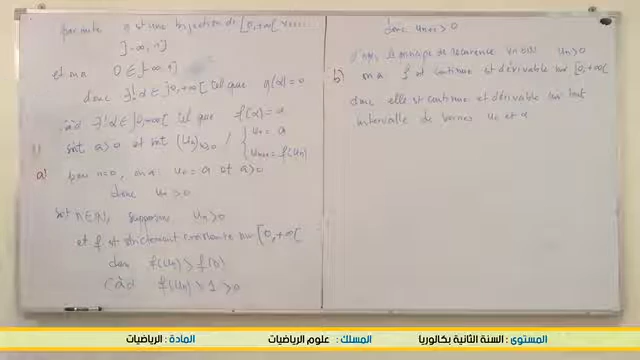 par suite g est une bijection de [0,+∞[ vers
]-∞, 1]
et on a 0 ∈ ]-∞, 1]
donc ∃! α ∈ ]0,+∞[ tel que g(α) = 0
càd ∃! α ∈ ]0,+∞[ tel que f(α) = α
soit a > 0 et soit (Un)n≥0 / { U0 = a
Un+1 = f(Un)
a) pour n=0, on a U0 = a et a > 0
donc U0 > 0
soit n ∈ IN, supposons Un > 0
et f est strictement croissante sur [0,+∞[
donc f(Un) > f(0)
càd f(Un) > 1 > 0
donc Un+1 > 0
d'après le principe de récurrence ∀n∈IN Un > 0
b) on a f est continue et dérivable sur [0,+∞[
donc elle est continue et dérivable sur tout
intervalle de bornes Un et α
المستوى : السنة الثانية بكالوريا المسلك : علوم الرياضيات المادة : الرياضيات